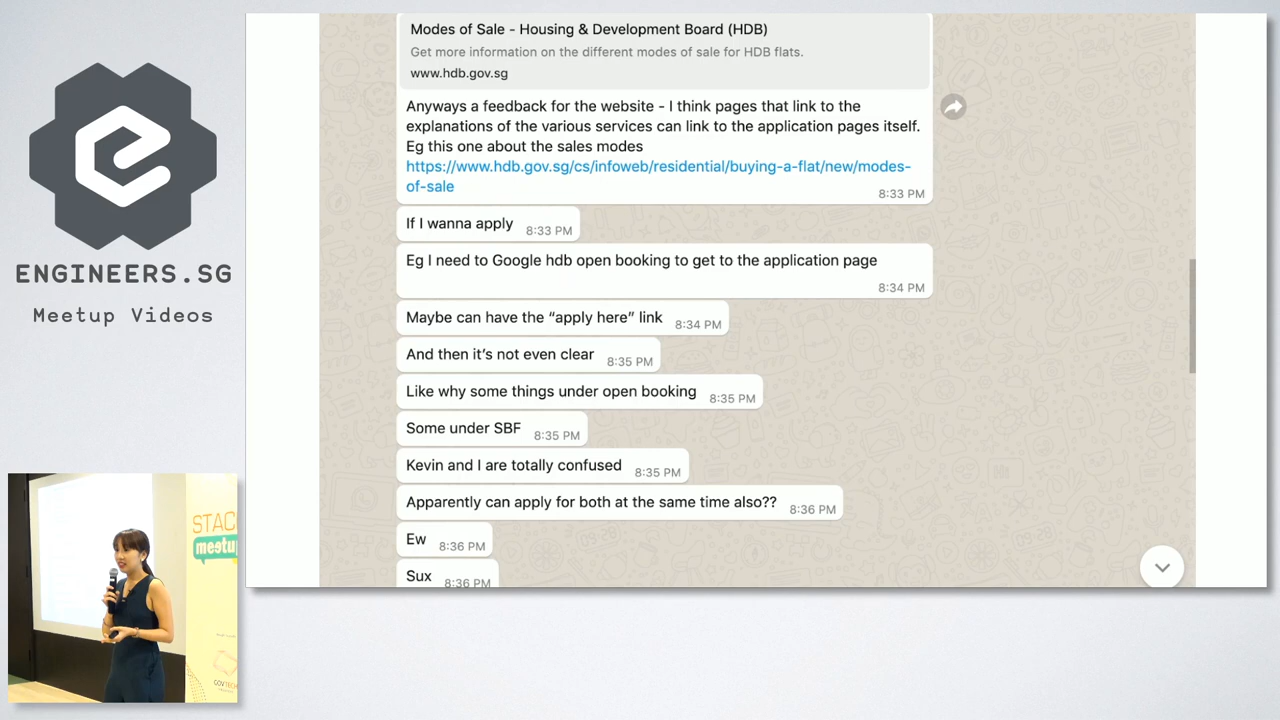 Modes of Sale - Housing & Development Board (HDB)
Get more information on the different modes of sale for HDB flats.
www.hdb.gov.sg
Anyways a feedback for the website - I think pages that link to the
explanations of the various services can link to the application pages itself.
Eg this one about the sales modes
https://www.hdb.gov.sg/cs/infoweb/residential/buying-a-flat/new/modes-
of-sale
8:33 PM
If I wanna apply 8:33 PM
Eg I need to Google hdb open booking to get to the application page
8:34 PM
Maybe can have the “apply here” link 8:34 PM
And then it’s not even clear 8:35 PM
Like why some things under open booking 8:35 PM
Some under SBF 8:35 PM
Kevin and I are totally confused 8:35 PM
Apparently can apply for both at the same time also?? 8:36 PM
Ew 8:36 PM
Sux 8:36 PM
ENGINEERS.SG
Meetup Videos
STAC
meetu
GOVTECH